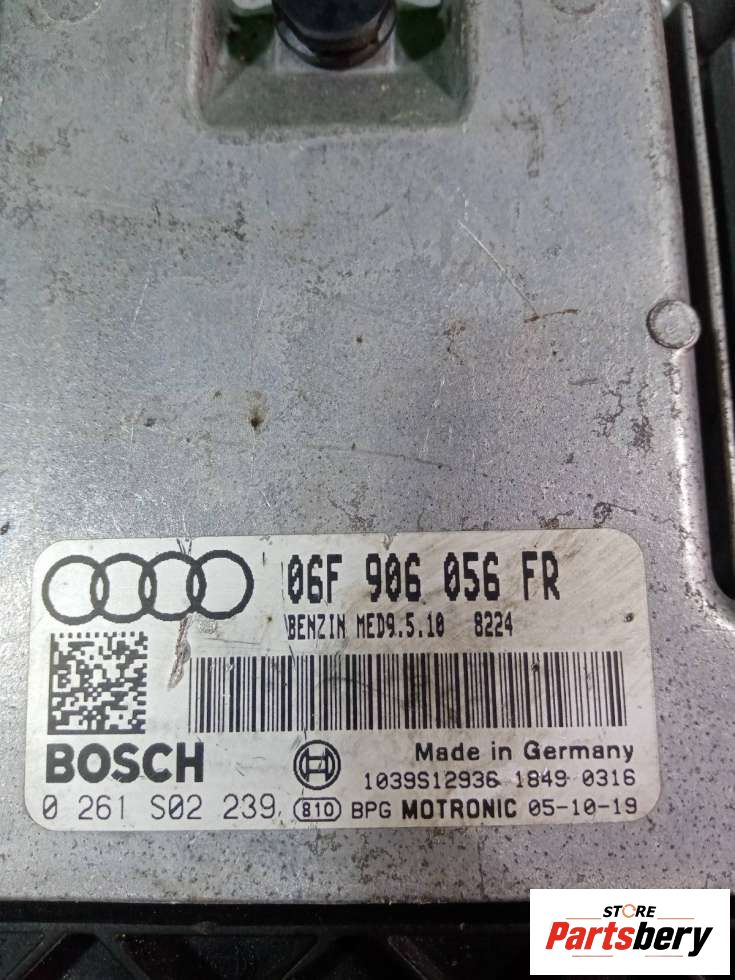 06F 906 056 FR
BENZIN MED9.5.10 8224
BOSCH
Made in Germany
1039S12936 1849 0316
0 261 S02 239 810 BPG MOTRONIC 05-10-19
STORE
Partsbery